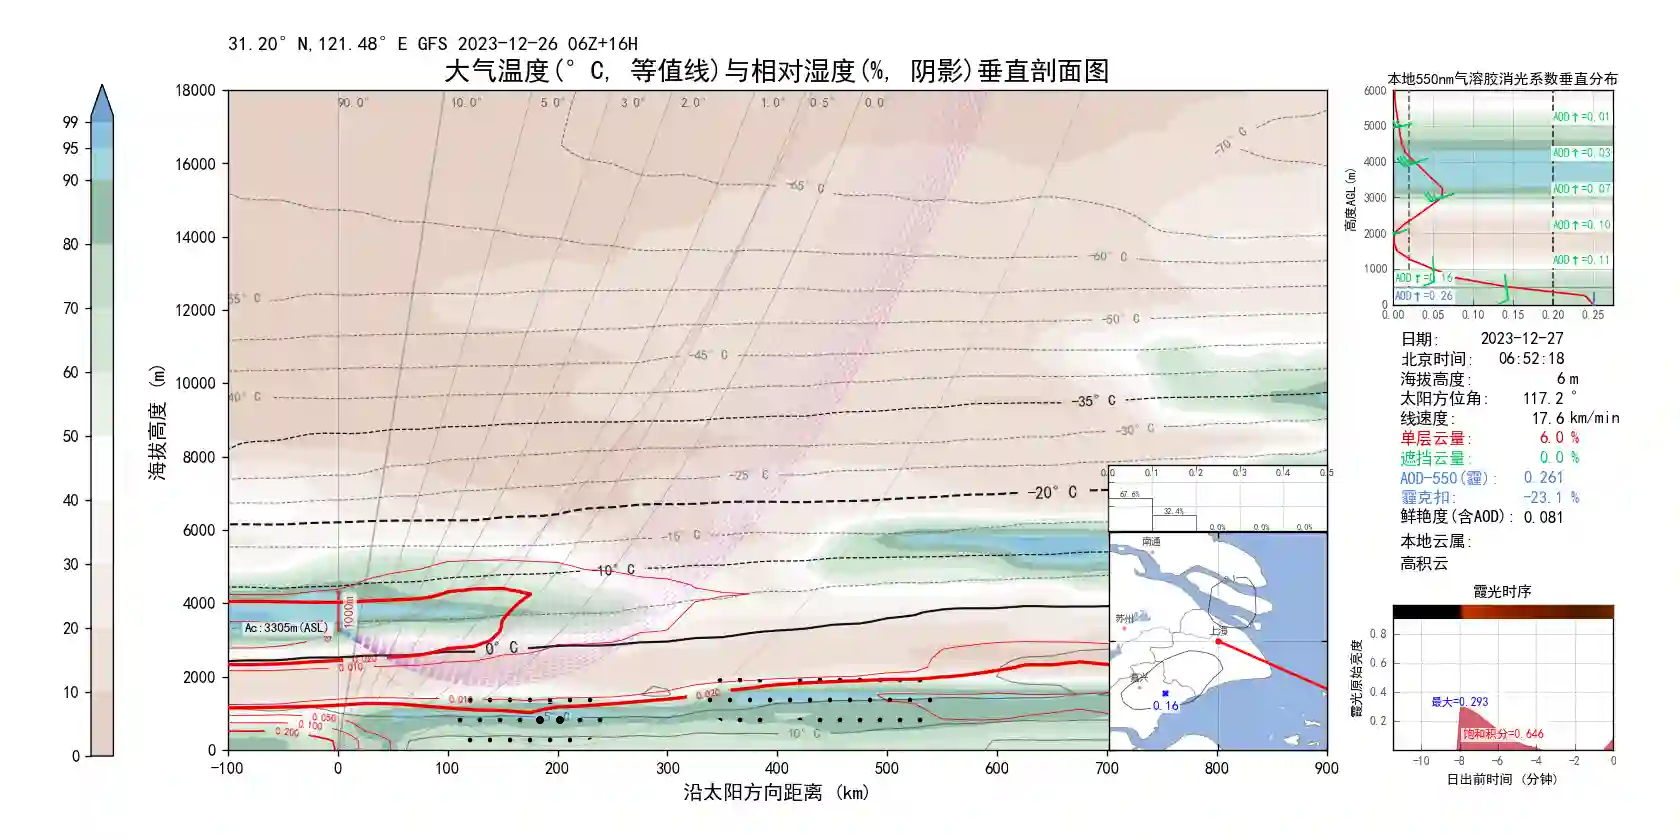 31.20° N,121.48° E GFS 2023-12-26 06Z+16H
大气温度(° C, 等值线)与相对湿度(%, 阴影)垂直剖面图
99
95
90
80
70
60
50
40
30
20
10
0
海拔高度 (m)
18000
16000
14000
12000
10000
8000
6000
4000
2000
0
90.0° 10.0° 5.0° 3.0° 2.0° 1.0° 0.5° 0.0
-70° C
-65° C
-60° C
55° C
-50° C
-45° C
40° C
-35° C
-30° C
-25° C
-20° C
-15° C
10° C
0° C
5° C
10° C
1000m
Ac:3305m(ASL)
0.010
0.010
0.020
0.050
0.100
0.200
-100 0 100 200 300 400 500 600 700 800 900
沿太阳方向距离 (km)
0.0 0.1 0.2 0.3 0.4 0.5
67.6%
32.4%
0.0% 0.0% 0.0%
南通
苏州
上海
嘉兴
0.16
本地550nm气溶胶消光系数垂直分布
高度AGL(m)
6000
5000
4000
3000
2000
1000
0
AOD↑=0.01
AOD↑=0.03
AOD↑=0.07
AOD↑=0.10
AOD↑=0.11
AOD↑=0.16
AOD↑=0.26
0.00 0.05 0.10 0.15 0.20 0.25
日期: 2023-12-27
北京时间: 06:52:18
海拔高度: 6 m
太阳方位角: 117.2 °
线速度: 17.6 km/min
单层云量: 6.0 %
遮挡云量: 0.0 %
AOD-550(霾): 0.261
霾克扣: -23.1 %
鲜艳度(含AOD): 0.081
本地云属:
高积云
霞光时序
霞光原始亮度
0.8
0.6
0.4
0.2
最大=0.293
饱和积分=0.646
-10 -8 -6 -4 -2 0
日出前时间 (分钟)